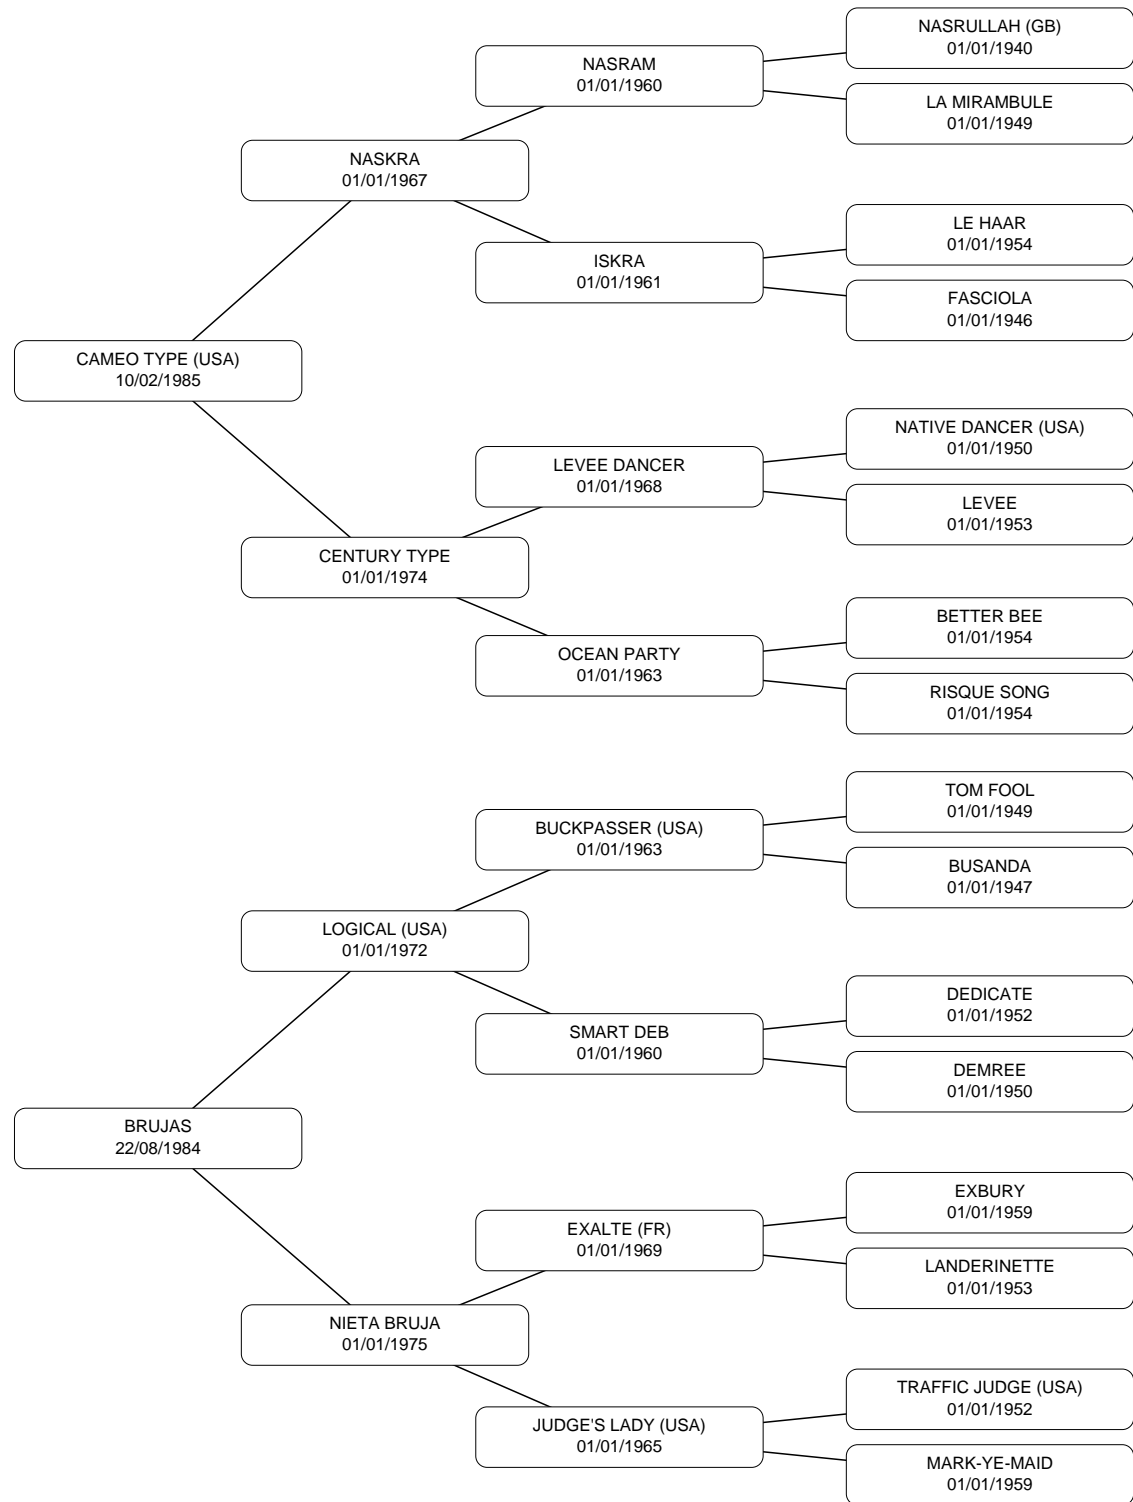 NASRULLAH (GB)
01/01/1940
NASRAM
01/01/1960
LA MIRAMBULE
01/01/1949
NASKRA
01/01/1967
LE HAAR
01/01/1954
ISKRA
01/01/1961
FASCIOLA
01/01/1946
CAMEO TYPE (USA)
10/02/1985
NATIVE DANCER (USA)
01/01/1950
LEVEE DANCER
01/01/1968
LEVEE
01/01/1953
CENTURY TYPE
01/01/1974
BETTER BEE
01/01/1954
OCEAN PARTY
01/01/1963
RISQUE SONG
01/01/1954
TOM FOOL
01/01/1949
BUCKPASSER (USA)
01/01/1963
BUSANDA
01/01/1947
LOGICAL (USA)
01/01/1972
DEDICATE
01/01/1952
SMART DEB
01/01/1960
DEMREE
01/01/1950
BRUJAS
22/08/1984
EXBURY
01/01/1959
EXALTE (FR)
01/01/1969
LANDERINETTE
01/01/1953
NIETA BRUJA
01/01/1975
TRAFFIC JUDGE (USA)
01/01/1952
JUDGE'S LADY (USA)
01/01/1965
MARK-YE-MAID
01/01/1959